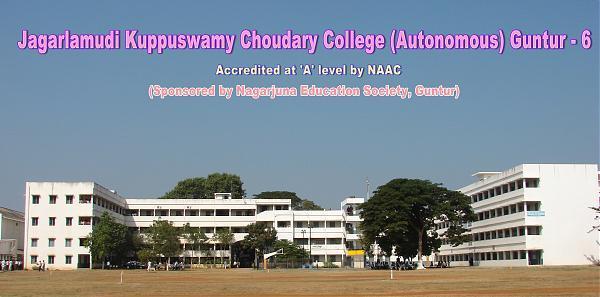 Jagarlamudi Kuppuswamy Choudary College (Autonomous) Guntur - 6
Accredited at 'A' level by NAAC
(Sponsored by Nagarjuna Education Society, Guntur)